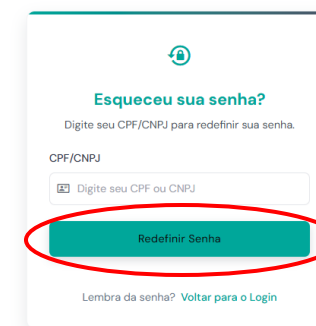 Esqueceu sua senha?
Digite seu CPF/CNPJ para redefinir sua senha.
CPF/CNPJ
Digite seu CPF ou CNPJ
Redefinir Senha
Lembra da senha? Voltar para o Login